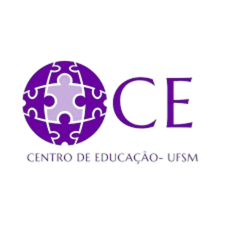 CE
CENTRO DE EDUCAÇÃO- UFSM